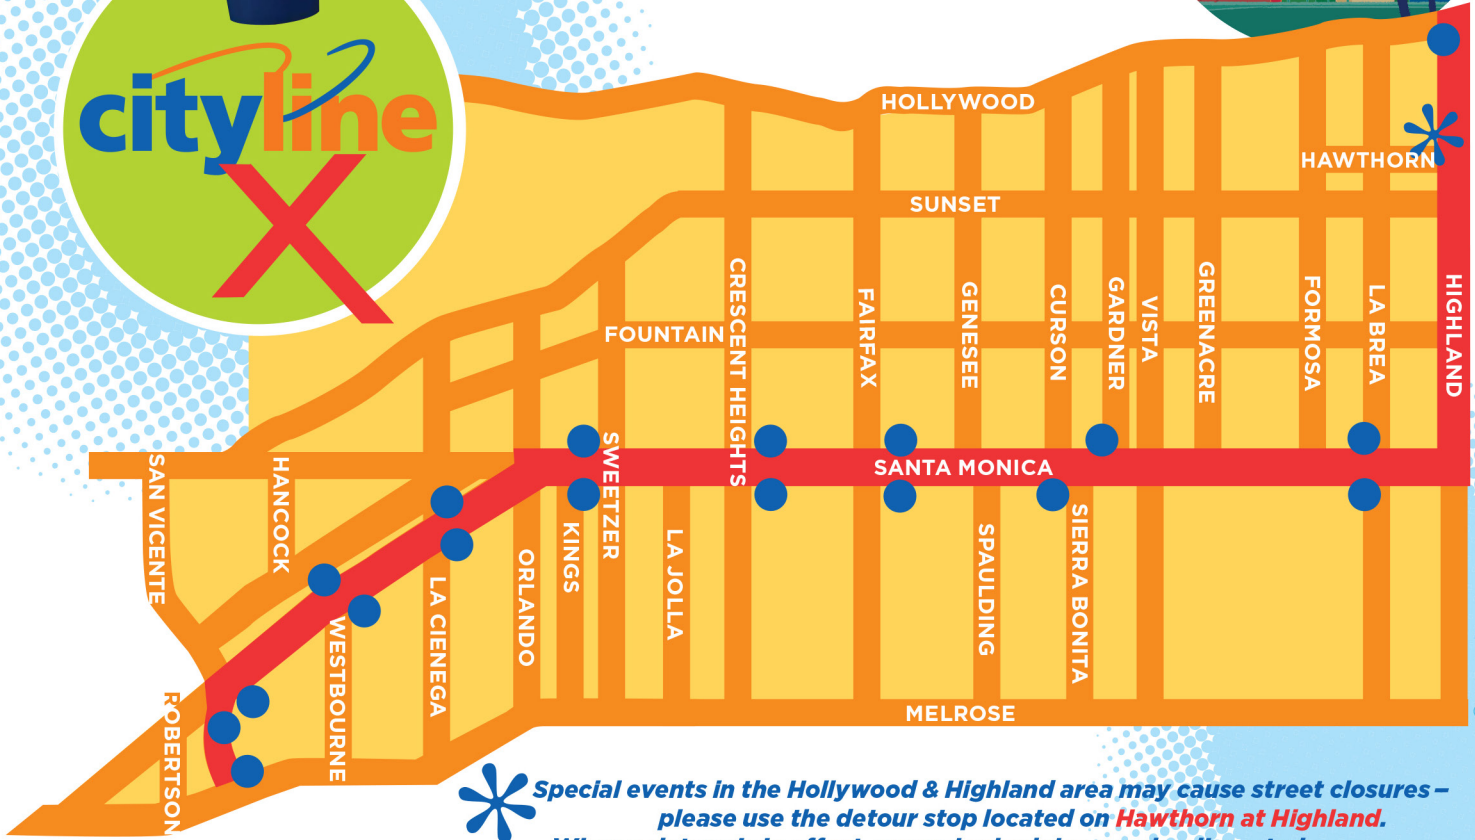 cityline
X
HOLLYWOOD
HAWTHORN
SUNSET
FOUNTAIN
CRESCENT HEIGHTS
FAIRFAX
GENESEE
CURSON
GARDNER
VISTA
GREENACRE
FORMOSA
LA BREA
HIGHLAND
SANTA MONICA
SAN VICENTE
HANCOCK
SWEETZER
KINGS
LA JOLLA
ORLANDO
LA CIENEGA
WESTBOURNE
ROBERTSON
SPAULDING
SIERRA BONITA
MELROSE
Special events in the Hollywood & Highland area may cause street closures –
please use the detour stop located on Hawthorn at Highland.